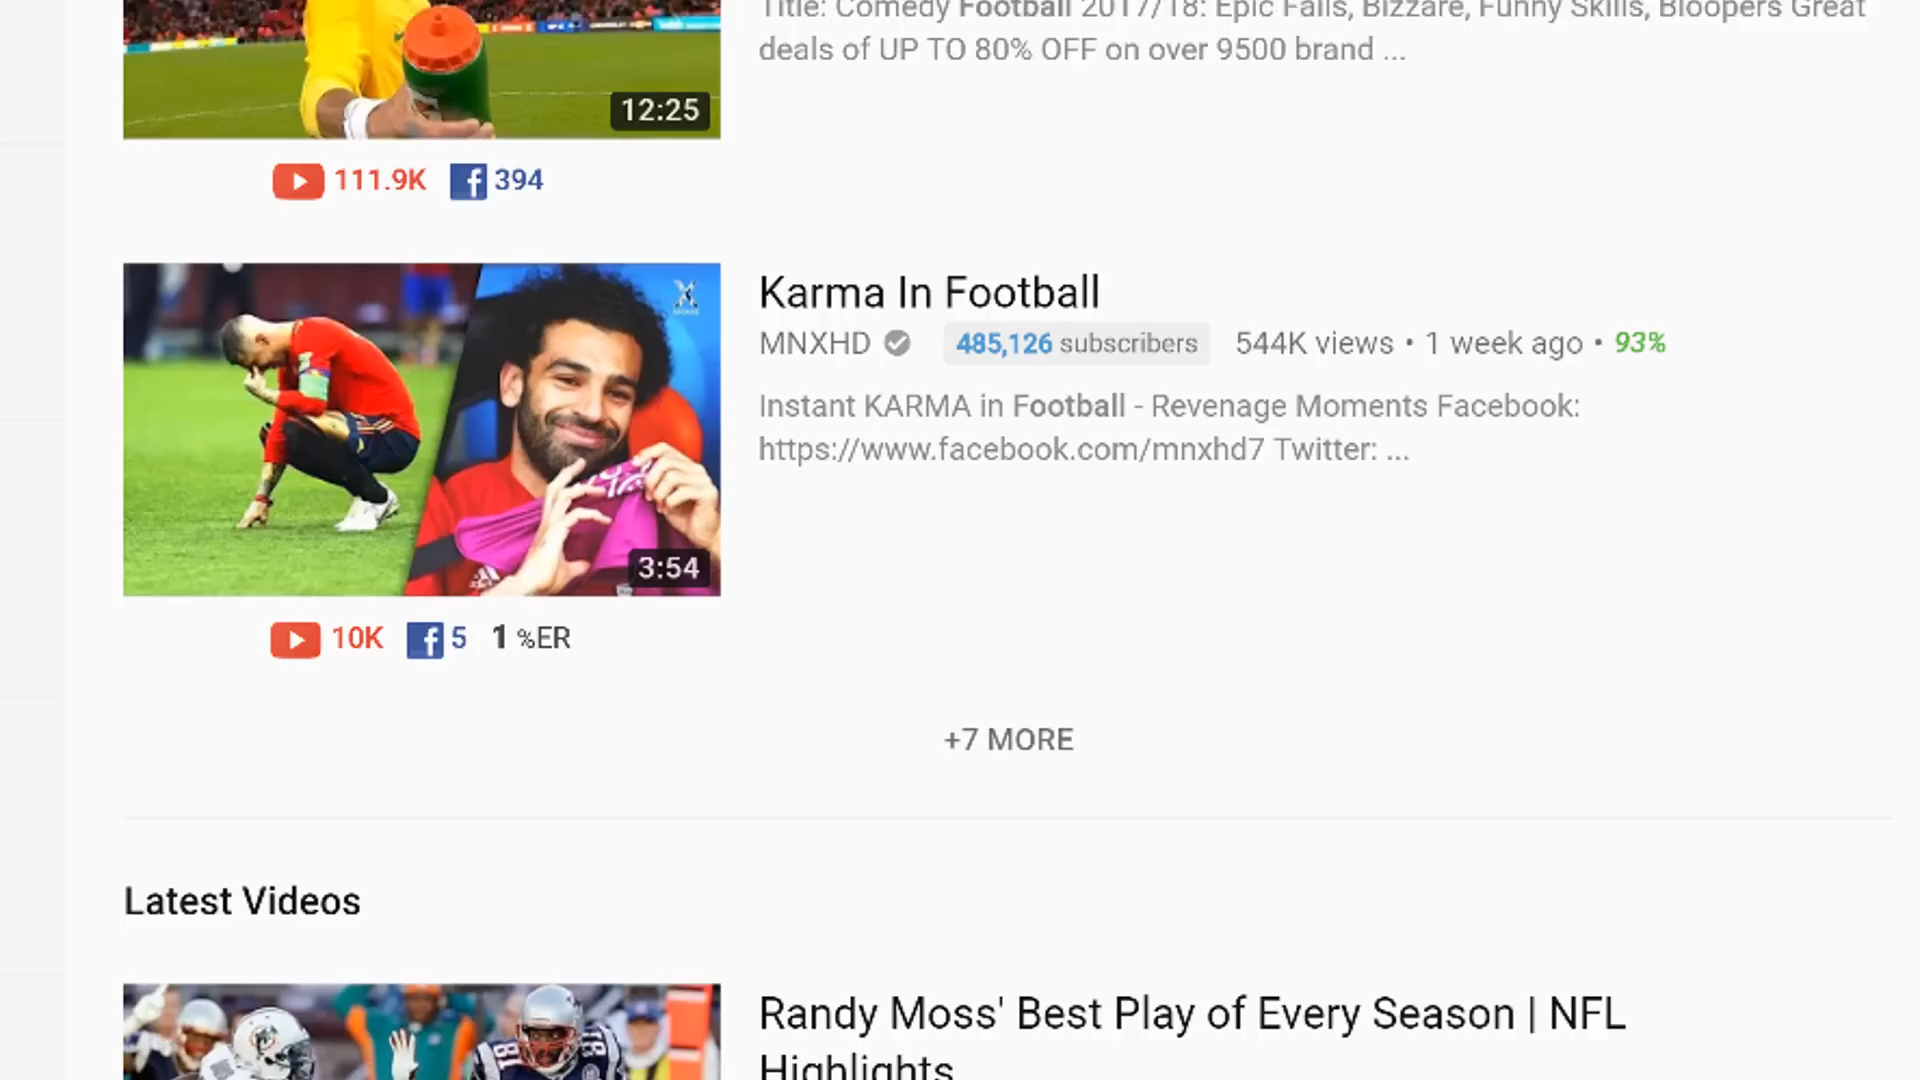 Title: Comedy Football 2017/18: Epic Fails, Bizzare, Funny Skills, Bloopers Great
deals of UP TO 80% OFF on over 9500 brand ...
12:25
111.9K 394
Karma In Football
MNXHD 485,126 subscribers 544K views • 1 week ago • 93%
Instant KARMA in Football - Revenage Moments Facebook:
https://www.facebook.com/mnxhd7 Twitter: ...
3:54
10K 5 1 %ER
+7 MORE
Latest Videos
Randy Moss' Best Play of Every Season | NFL
Highlights
81
81